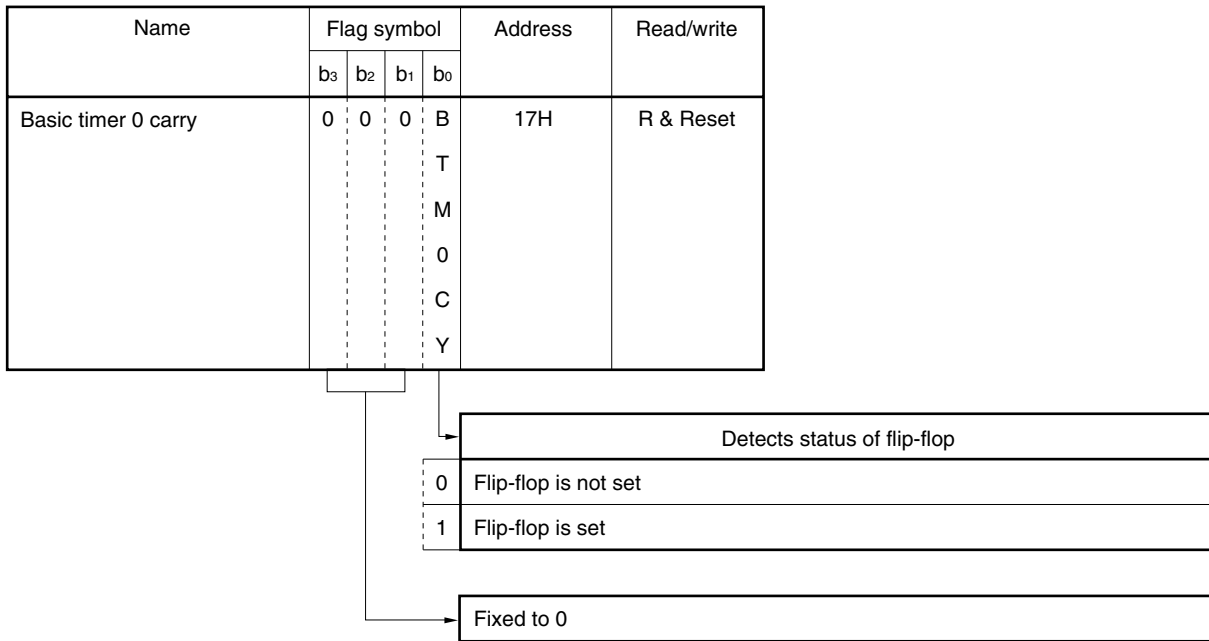 Name Flag symbol Address Read/write
b3 b2 b1 b0
Basic timer 0 carry 0 0 0 B 17H R & Reset
T
M
0
C
Y
Detects status of flip-flop
0 Flip-flop is not set
1 Flip-flop is set
Fixed to 0